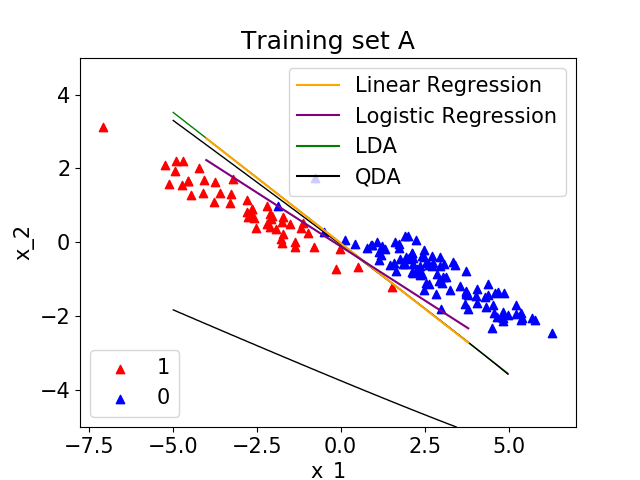 Training set A
Linear Regression
Logistic Regression
LDA
QDA
4
2
0
−2
−4
x_2
1
0
−7.5
−5.0
−2.5
0.0
2.5
5.0
x_1